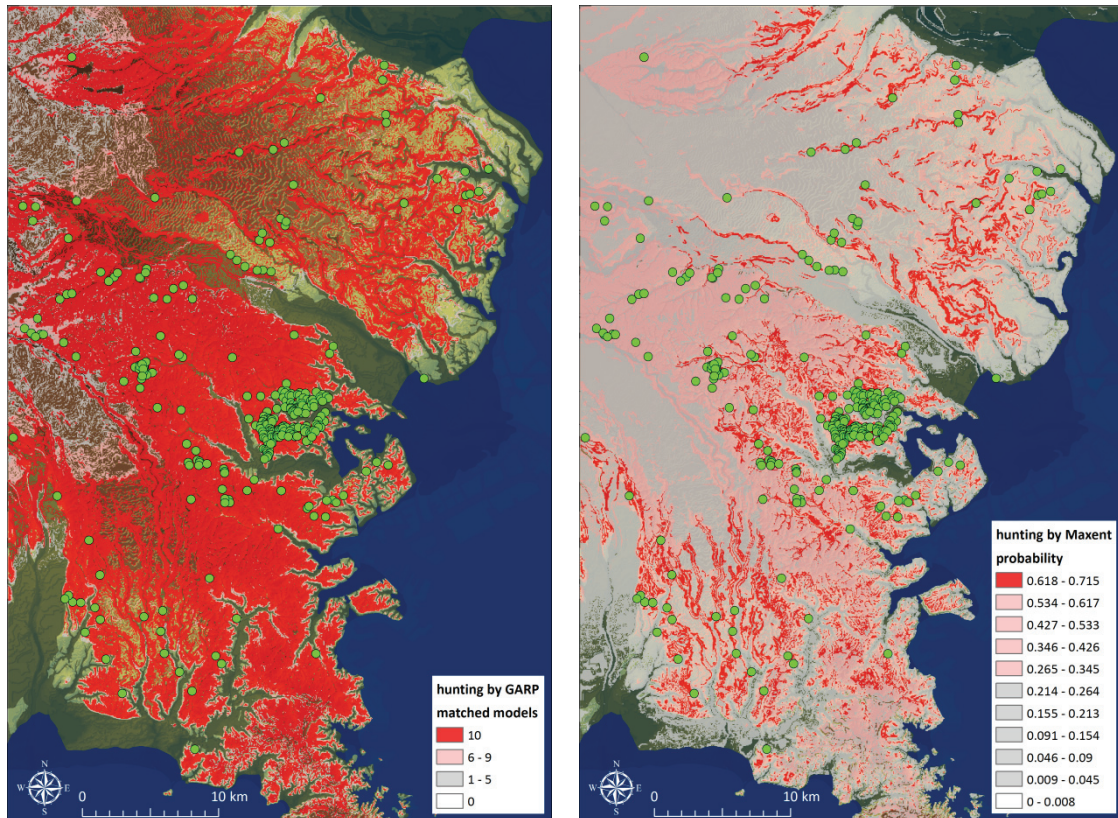 hunting by GARP
matched models
10
6 - 9
1 - 5
0
N
W E
S
0 10 km
hunting by Maxent
probability
0.618 - 0.715
0.534 - 0.617
0.427 - 0.533
0.346 - 0.426
0.265 - 0.345
0.214 - 0.264
0.155 - 0.213
0.091 - 0.154
0.046 - 0.09
0.009 - 0.045
0 - 0.008
N
W E
S
0 10 km